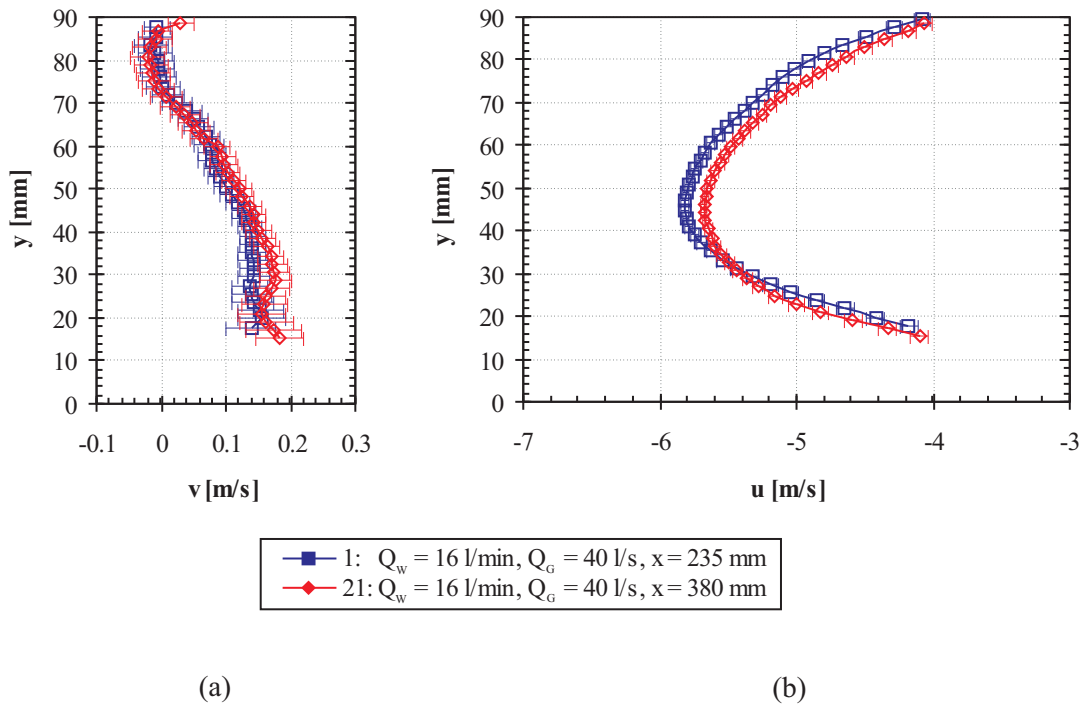 90
80
70
60
50
40
30
20
10
0
y [mm]
-0.1 0 0.1 0.2 0.3
v [m/s]
90
80
70
60
50
40
30
20
10
0
y [mm]
-7 -6 -5 -4 -3
u [m/s]
1: Q_w = 16 l/min, Q_G = 40 l/s, x = 235 mm
21: Q_w = 16 l/min, Q_G = 40 l/s, x = 380 mm
(a) (b)